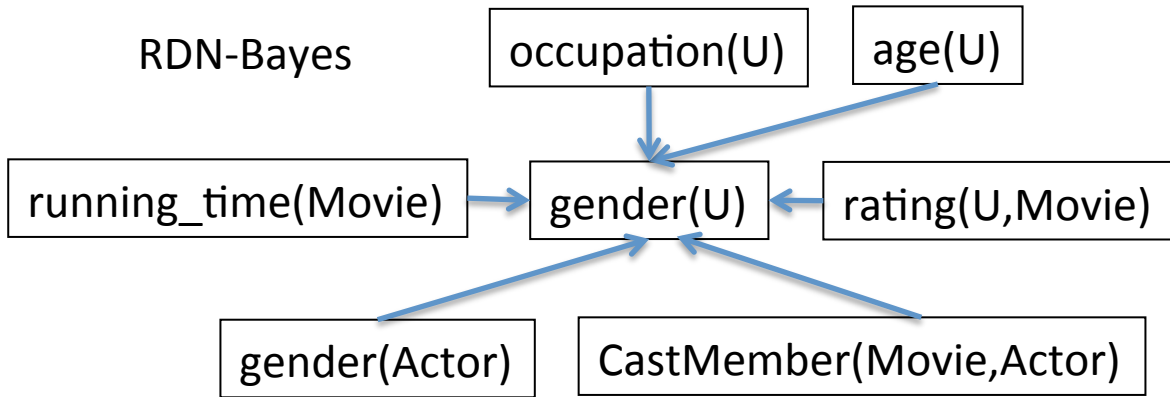 RDN-Bayes
occupation(U)
age(U)
running_time(Movie)
gender(U)
rating(U,Movie)
gender(Actor)
CastMember(Movie,Actor)